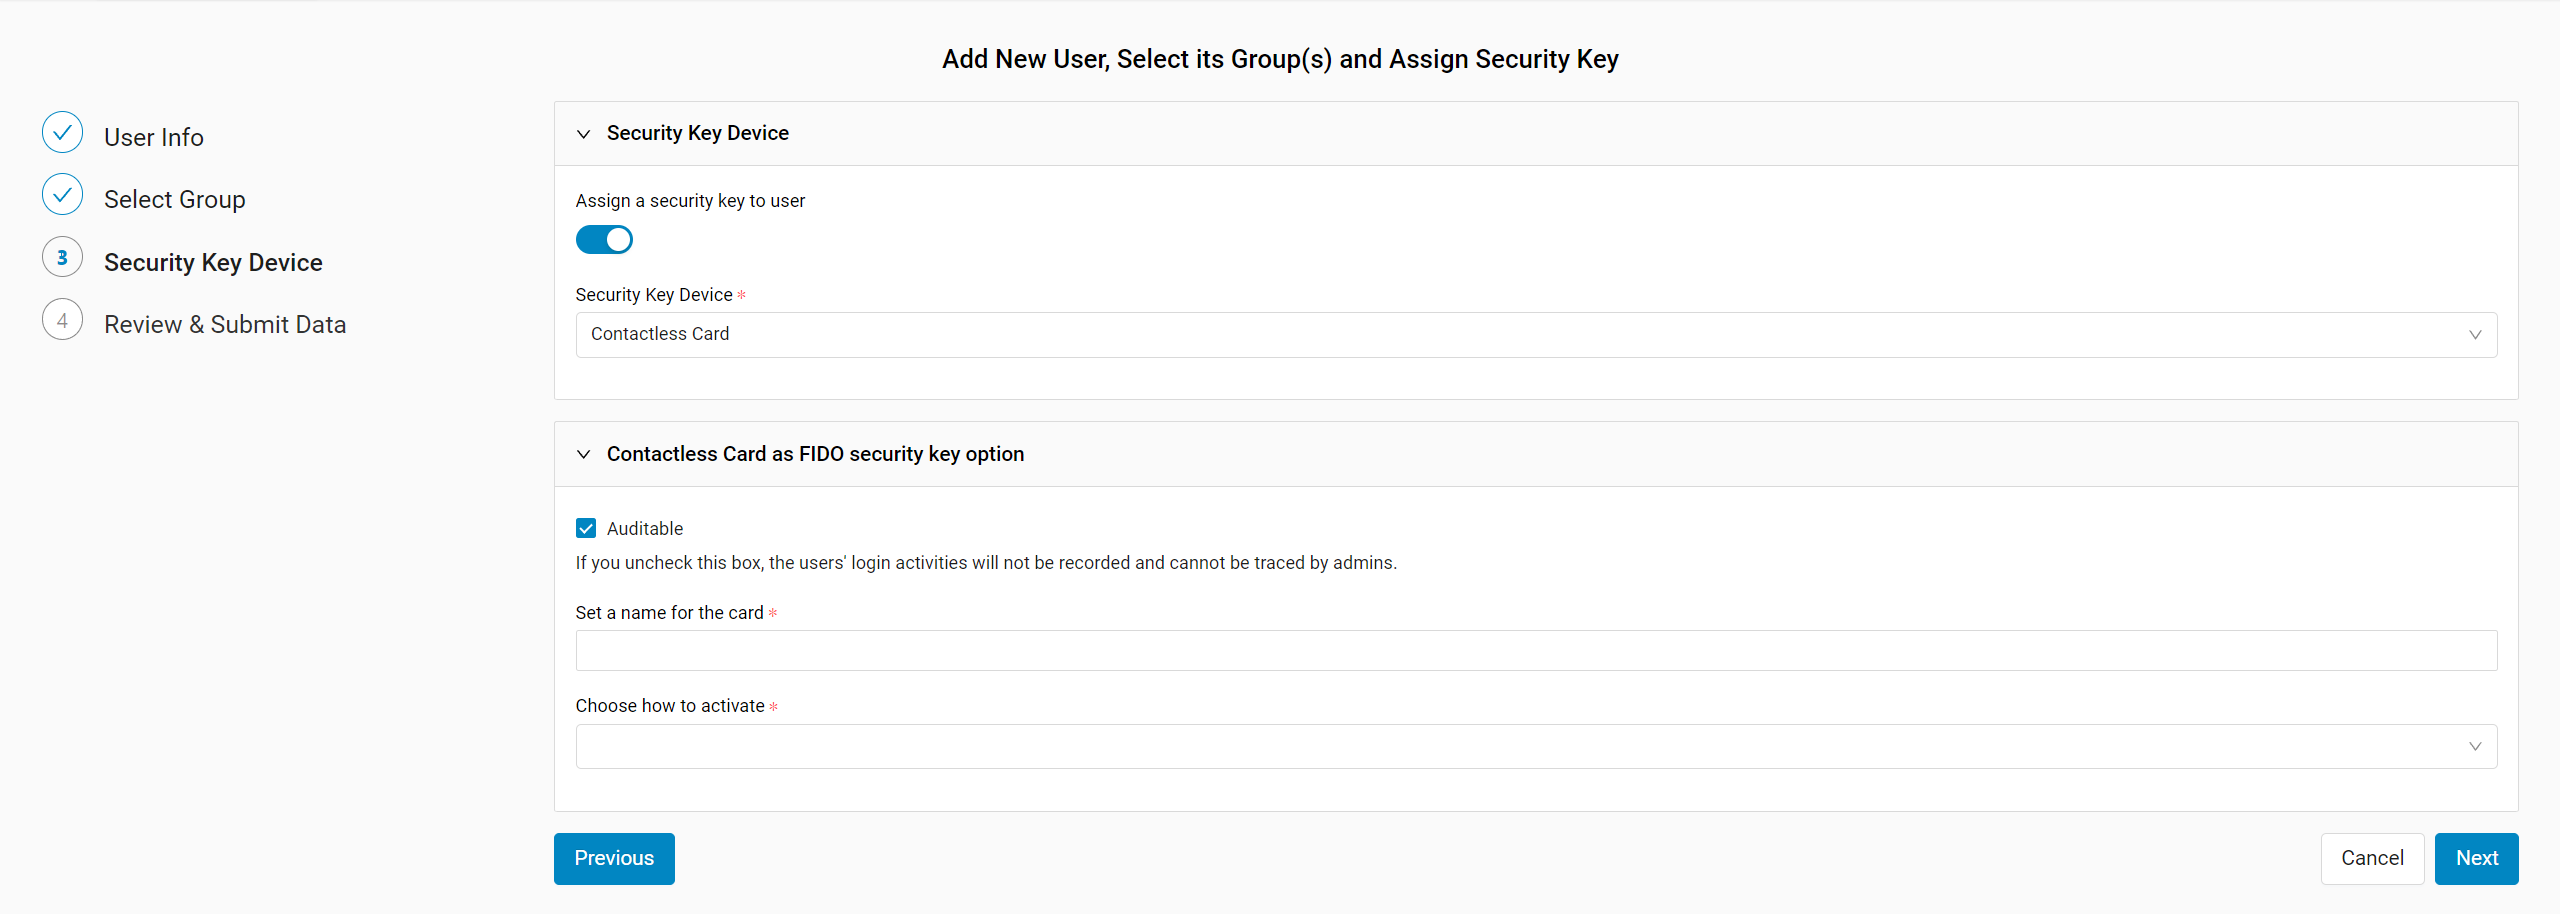 Add New User, Select its Group(s) and Assign Security Key
User Info
Select Group
3
Security Key Device
4
Review & Submit Data
Security Key Device
Assign a security key to user
Security Key Device *
Contactless Card
Contactless Card as FIDO security key option
Auditable
If you uncheck this box, the users' login activities will not be recorded and cannot be traced by admins.
Set a name for the card *
Choose how to activate *
Previous
Cancel
Next